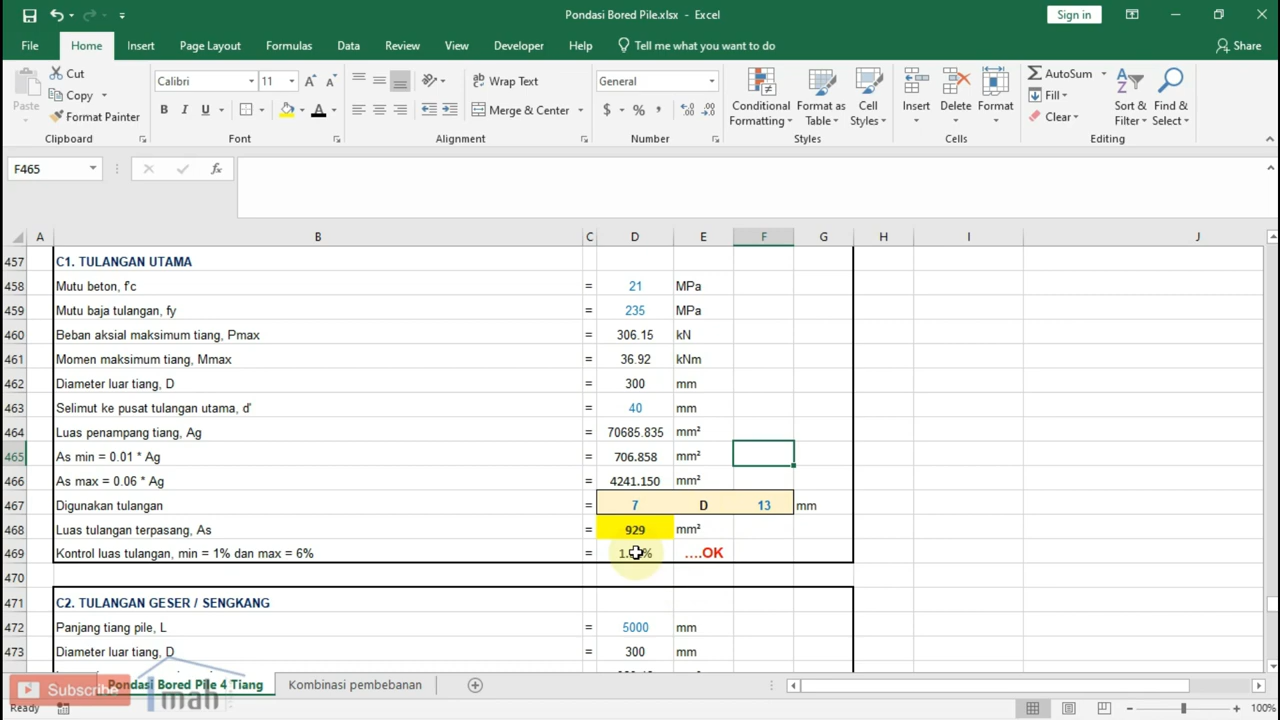 Pondasi Bored Pile.xlsx - Excel
Sign in
File Home Insert Page Layout Formulas Data Review View Developer Help Tell me what you want to do Share
Paste
Cut
Copy
Format Painter
Clipboard
Calibri 11
B I U
Font
Wrap Text
Merge & Center
Alignment
General
$ % ,
Number
Conditional Formatting
Format as Table
Cell Styles
Styles
Insert
Delete
Format
Cells
AutoSum
Fill
Clear
Sort & Filter
Find & Select
Editing
F465
fx
A B C D E F G H I J
457 C1. TULANGAN UTAMA
458 Mutu beton, f'c = 21 MPa
459 Mutu baja tulangan, fy = 235 MPa
460 Beban aksial maksimum tiang, Pmax = 306.15 kN
461 Momen maksimum tiang, Mmax = 36.92 kNm
462 Diameter luar tiang, D = 300 mm
463 Selimut ke pusat tulangan utama, d' = 40 mm
464 Luas penampang tiang, Ag = 70685.835 mm²
465 As min = 0.01 * Ag = 706.858 mm²
466 As max = 0.06 * Ag = 4241.150 mm²
467 Digunakan tulangan = 7 D 13 mm
468 Luas tulangan terpasang, As = 929 mm²
469 Kontrol luas tulangan, min = 1% dan max = 6% = ....OK
470
471 C2. TULANGAN GESER / SENGKANG
472 Panjang tiang pile, L = 5000 mm
473 Diameter luar tiang, D = 300 mm
Subscribe
Imah
Pondasi Bored Pile 4 Tiang Kombinasi pembebanan
Ready
100%